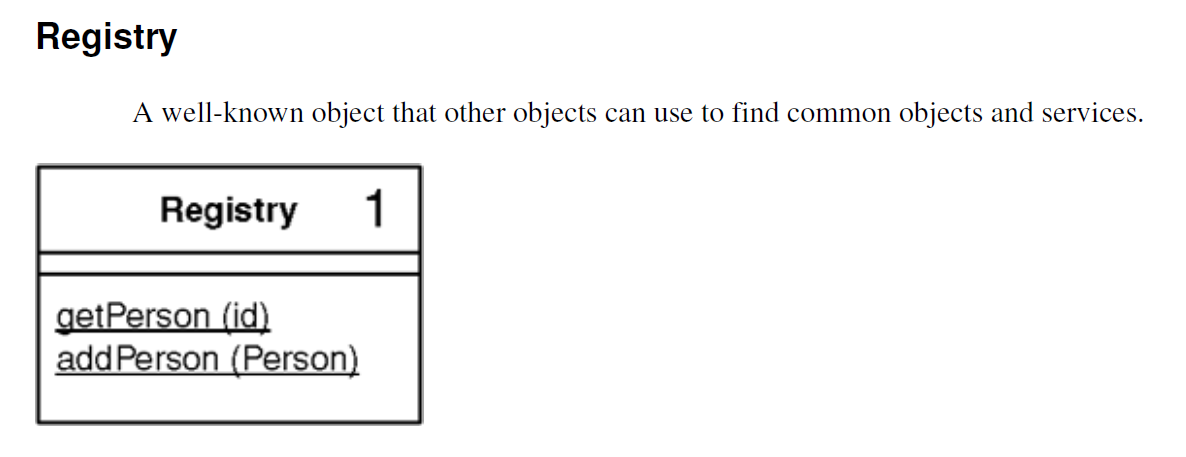 Registry
A well-known object that other objects can use to find common objects and services.
Registry 1
getPerson (id)
addPerson (Person)